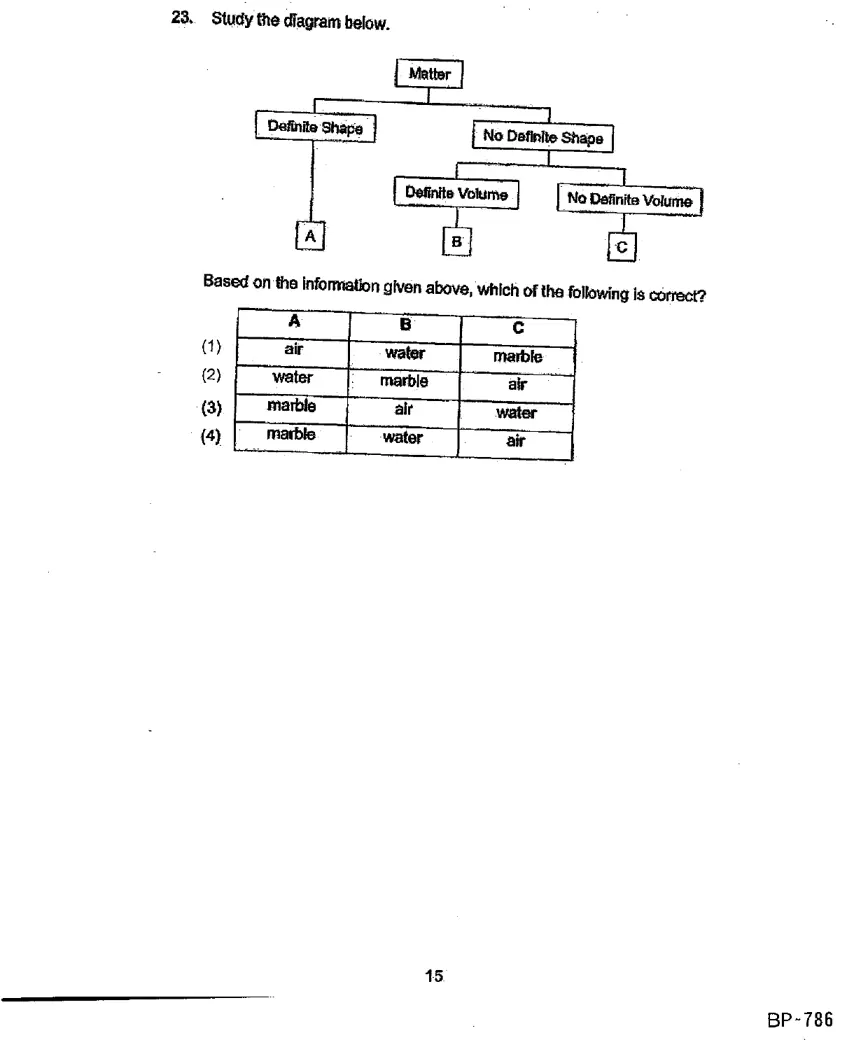 23. Study the diagram below.
Matter
Definite Shape
No Definite Shape
Definite Volume
No Definite Volume
A
B
C
Based on the information given above, which of the following is correct?
A B C
(1) air water marble
(2) water marble air
(3) marble air water
(4) marble water air
15
BP-786